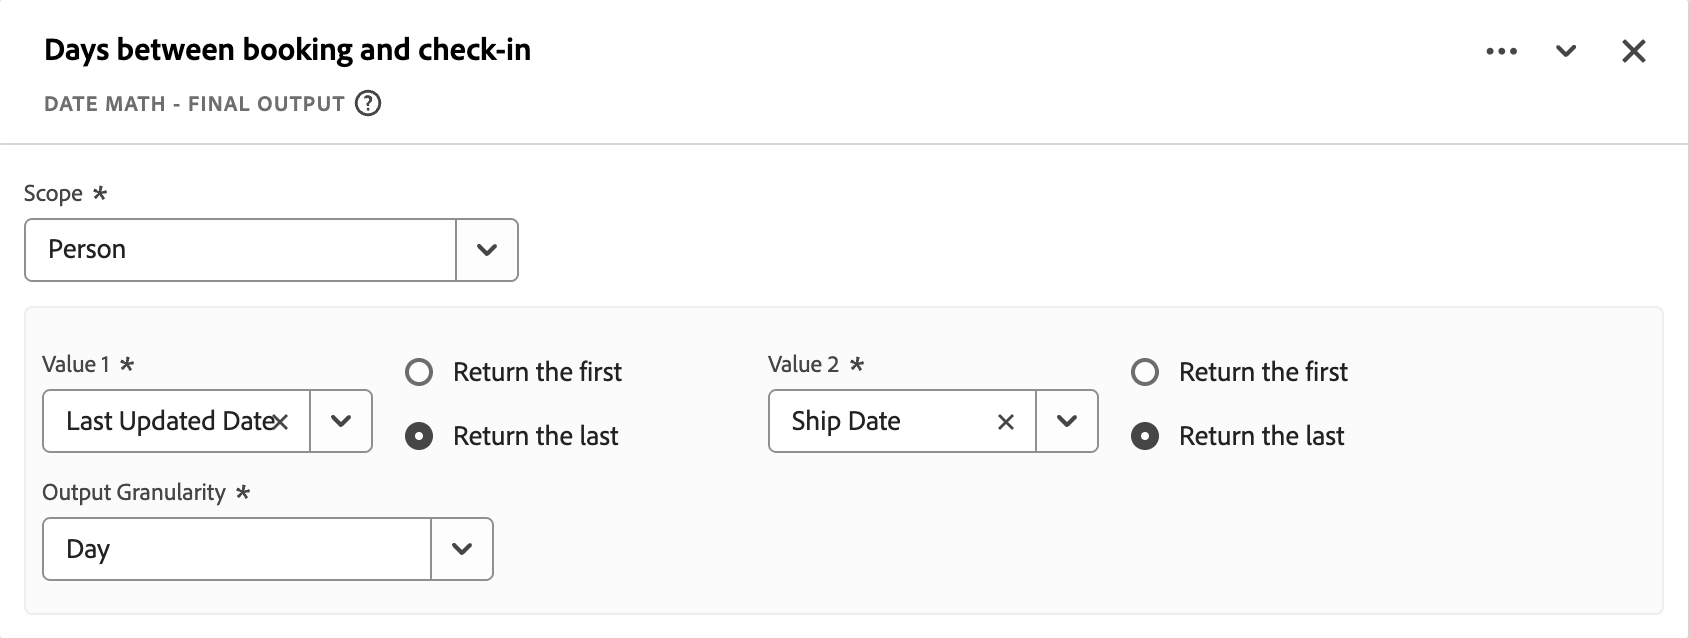 Days between booking and check-in
DATE MATH - FINAL OUTPUT ?
Scope *
Person
Value 1 *
Return the first
Last Updated Date
Return the last
Value 2 *
Return the first
Ship Date
Return the last
Output Granularity *
Day